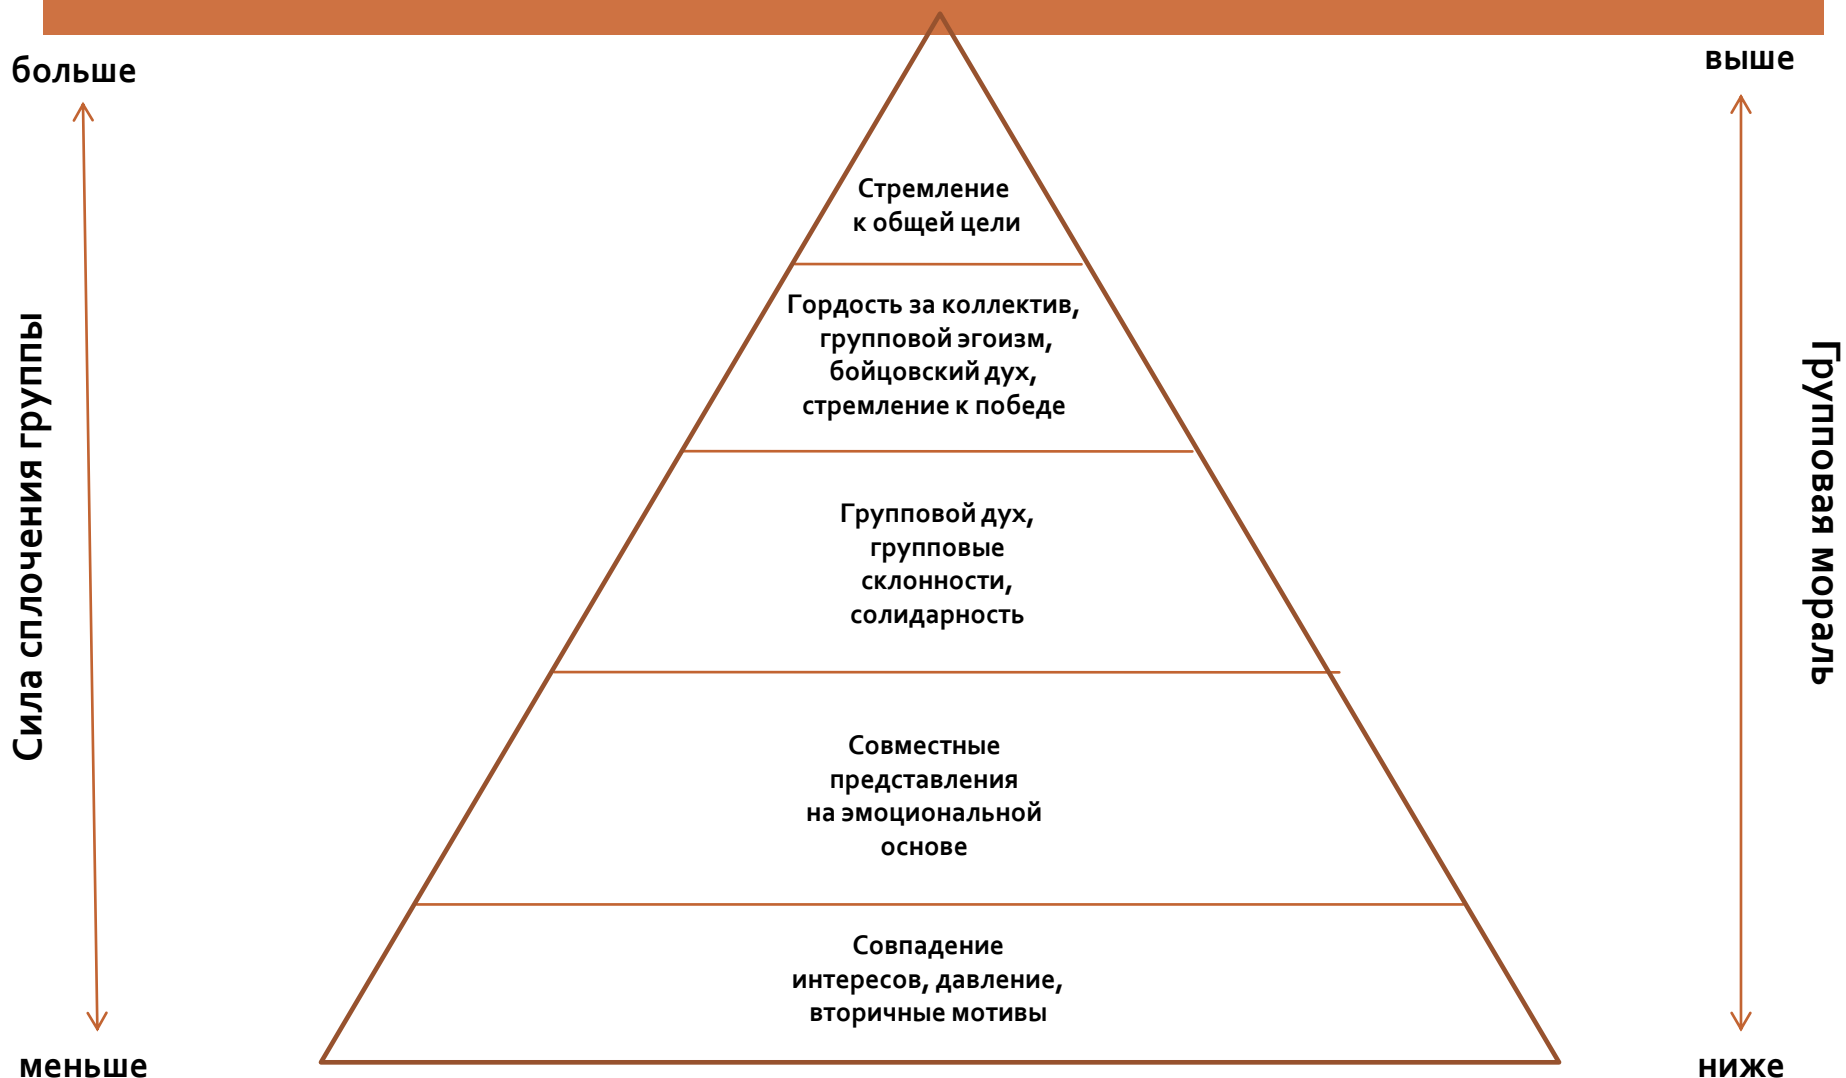 больше
выше
Стремление
к общей цели
Гордость за коллектив,
групповой эгоизм,
бойцовский дух,
стремление к победе
Сила сплочения группы
Групповая мораль
Групповой дух,
групповые
склонности,
солидарность
Совместные
представления
на эмоциональной
основе
Совпадение
интересов, давление,
вторичные мотивы
меньше
ниже